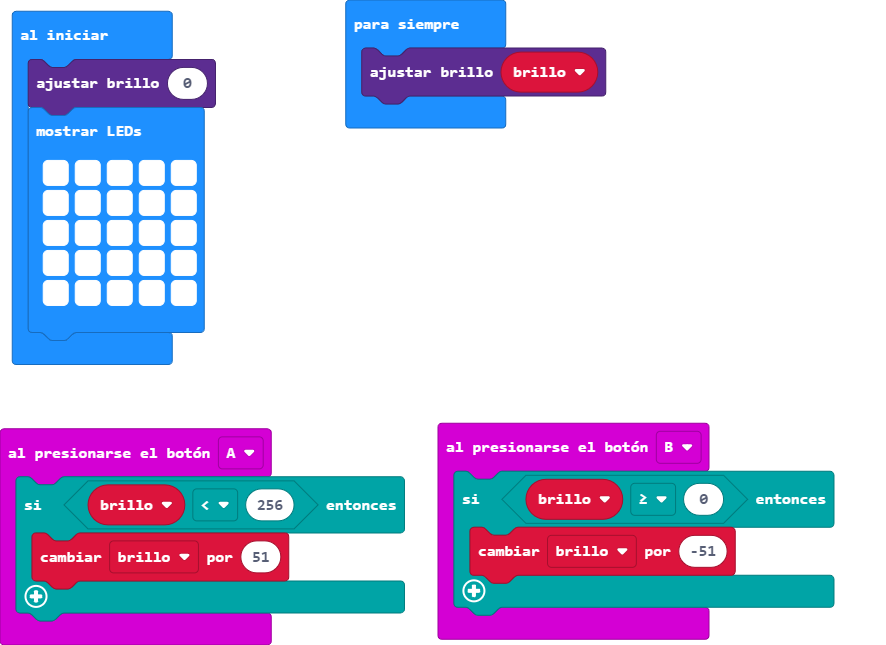 al iniciar
ajustar brillo 0
mostrar LEDs
para siempre
ajustar brillo brillo
al presionarse el botón A
si brillo < 256 entonces
cambiar brillo por 51
al presionarse el botón B
si brillo ≥ 0 entonces
cambiar brillo por -51